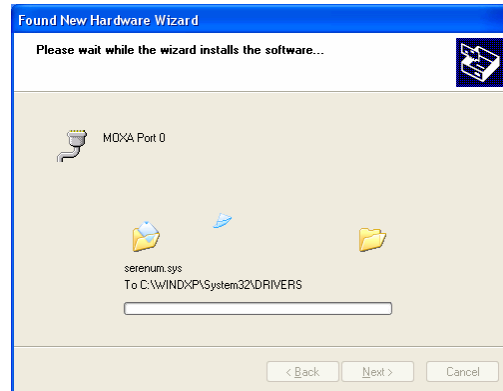 Found New Hardware Wizard
Please wait while the wizard installs the software...
MOXA Port 0
serenum.sys
To C:\WINDXP\System32\DRIVERS
< Back Next > Cancel